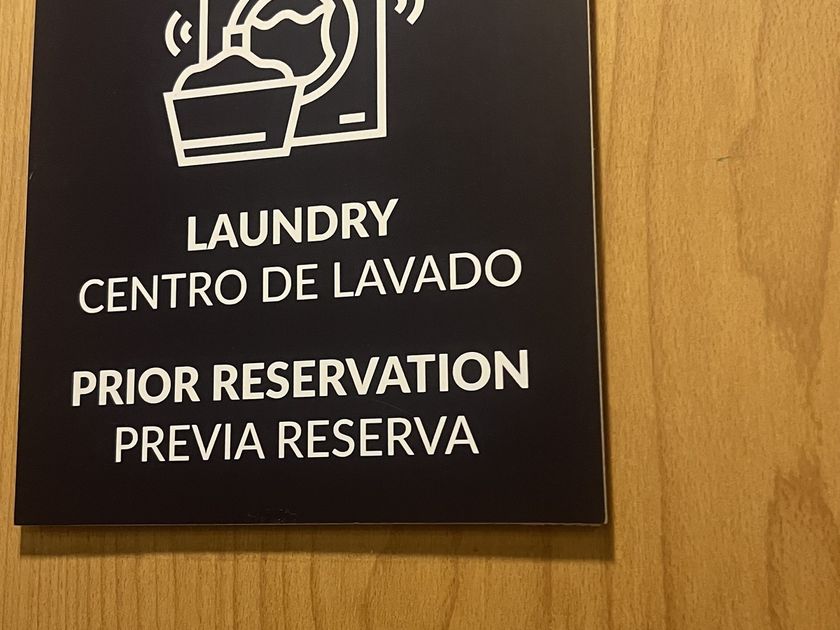 LAUNDRY
CENTRO DE LAVADO
PRIOR RESERVATION
PREVIA RESERVA